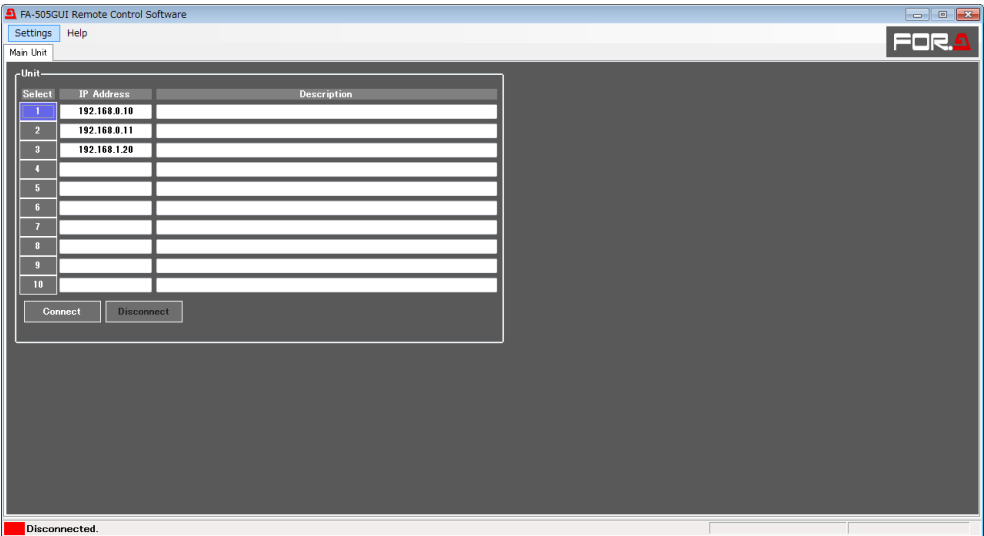 FA-505GUI Remote Control Software
Settings Help
FOR.A
Main Unit
Unit
Select IP Address Description
1 192.168.0.10
2 192.168.0.11
3 192.168.1.20
4
5
6
7
8
9
10
Connect Disconnect
Disconnected.